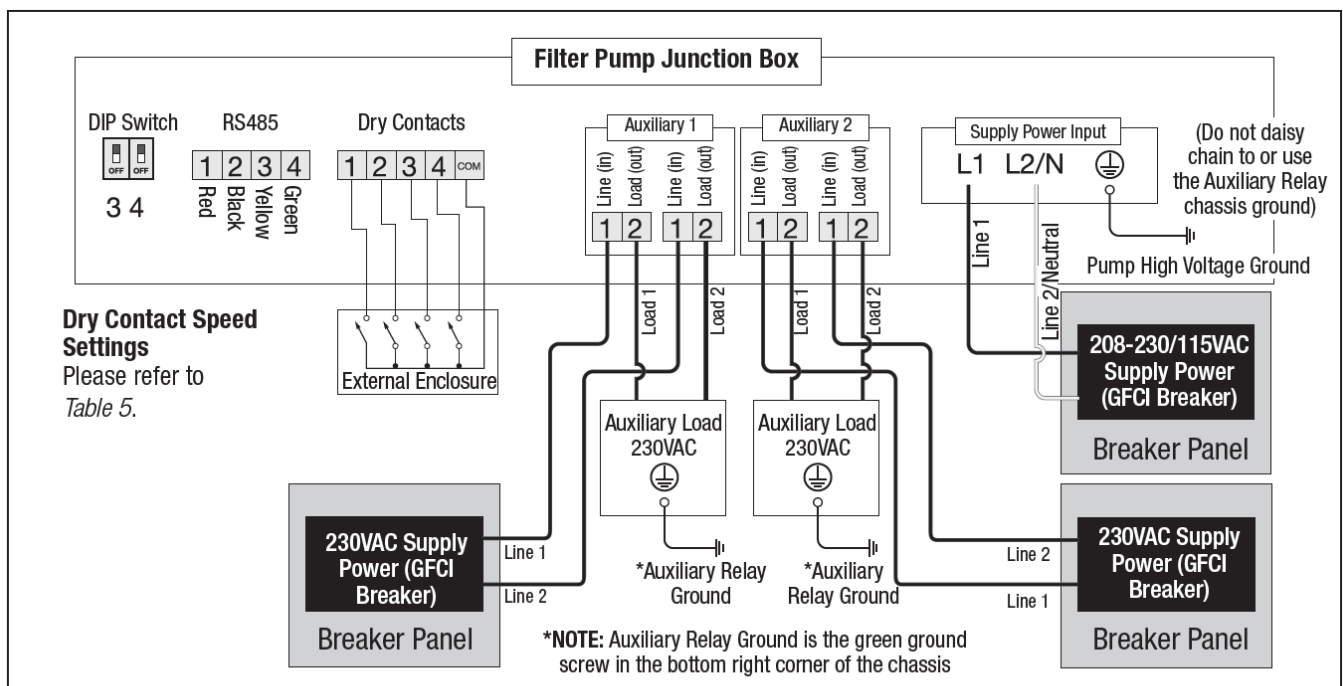 Filter Pump Junction Box
DIP Switch
OFF OFF
3 4
RS485
1 2 3 4
Red
Black
Yellow
Green
Dry Contacts
1 2 3 4 COM
External Enclosure
Dry Contact Speed
Settings
Please refer to
Table 5.
Auxiliary 1
Line (in)
Load (out)
Line (in)
Load (out)
1 2 1 2
Load 1
Load 2
Auxiliary 2
Line (in)
Load (out)
Line (in)
Load (out)
1 2 1 2
Load 1
Load 2
Supply Power Input
L1 L2/N
Line 1
Line 2/Neutral
(Do not daisy
chain to or use
the Auxiliary Relay
chassis ground)
Pump High Voltage Ground
208-230/115VAC
Supply Power
(GFCI Breaker)
Breaker Panel
Auxiliary Load
230VAC
*Auxiliary Relay
Ground
Auxiliary Load
230VAC
*Auxiliary
Relay Ground
230VAC Supply
Power (GFCI
Breaker)
Breaker Panel
Line 1
Line 2
Line 2
Line 1
230VAC Supply
Power (GFCI
Breaker)
Breaker Panel
*NOTE: Auxiliary Relay Ground is the green ground
screw in the bottom right corner of the chassis